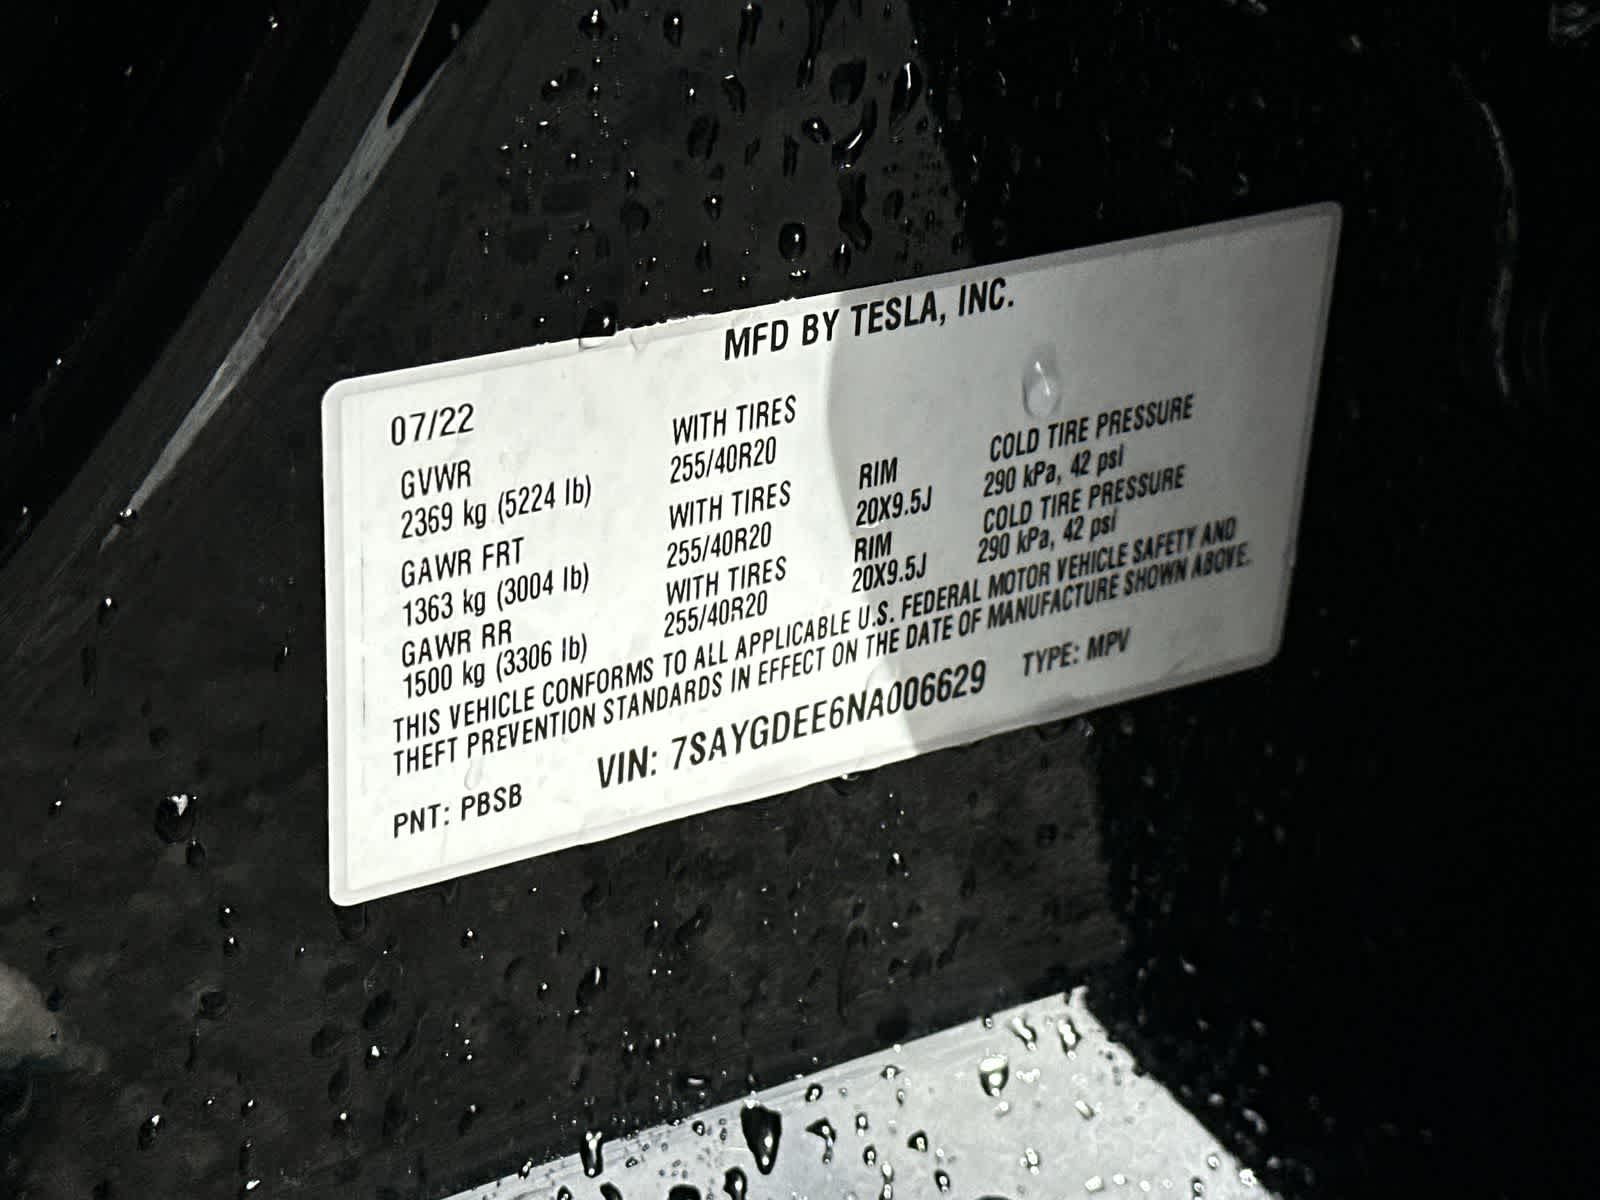 MFD BY TESLA, INC.
07/22
GVWR
2369 kg (5224 lb)
WITH TIRES
255/40R20
GAWR FRT
1363 kg (3004 lb)
WITH TIRES
255/40R20
RIM
20X9.5J
COLD TIRE PRESSURE
290 kPa, 42 psi
GAWR RR
1500 kg (3306 lb)
WITH TIRES
255/40R20
RIM
20X9.5J
COLD TIRE PRESSURE
290 kPa, 42 psi
THIS VEHICLE CONFORMS TO ALL APPLICABLE U.S. FEDERAL MOTOR VEHICLE SAFETY AND
THEFT PREVENTION STANDARDS IN EFFECT ON THE DATE OF MANUFACTURE SHOWN ABOVE.
PNT: PBSB
VIN: 7SAYGDEE6NA006629
TYPE: MPV